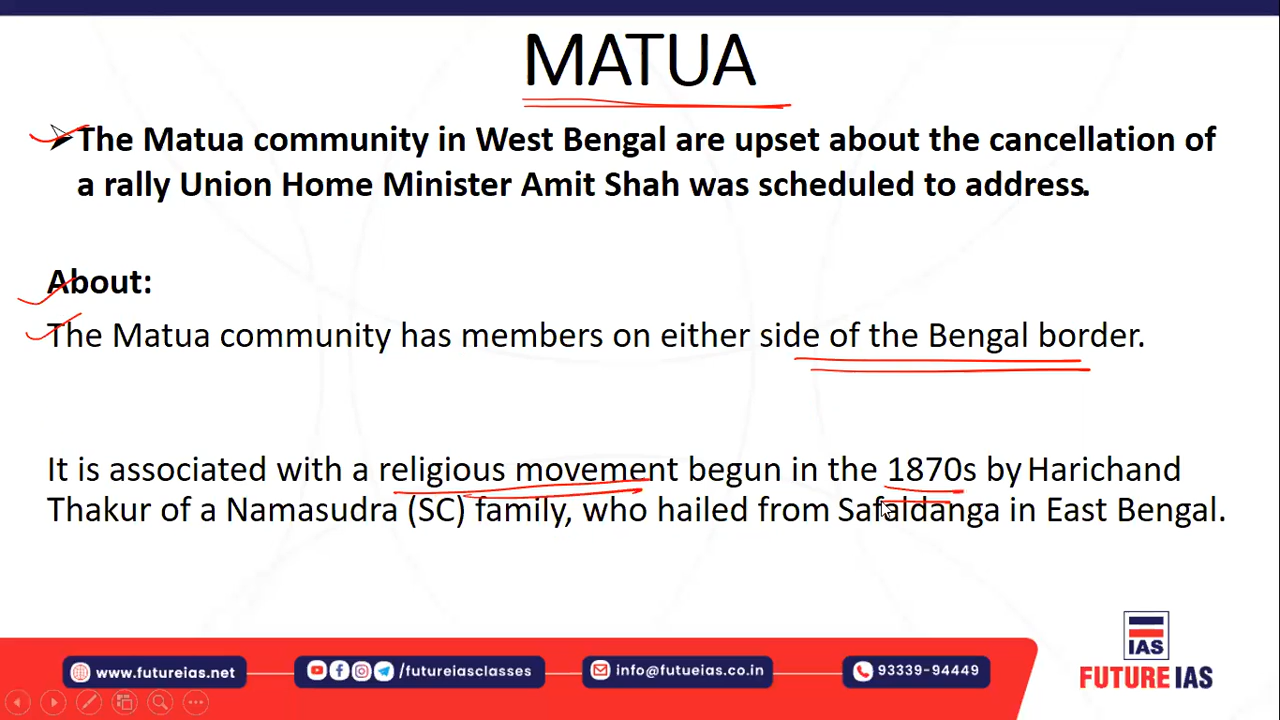 MATUA
The Matua community in West Bengal are upset about the cancellation of
a rally Union Home Minister Amit Shah was scheduled to address.
About:
The Matua community has members on either side of the Bengal border.
It is associated with a religious movement begun in the 1870s by Harichand
Thakur of a Namasudra (SC) family, who hailed from Safaldanga in East Bengal.
IAS
FUTURE IAS
www.futureias.net
/futureiasclasses
info@futueias.co.in
93339-94449